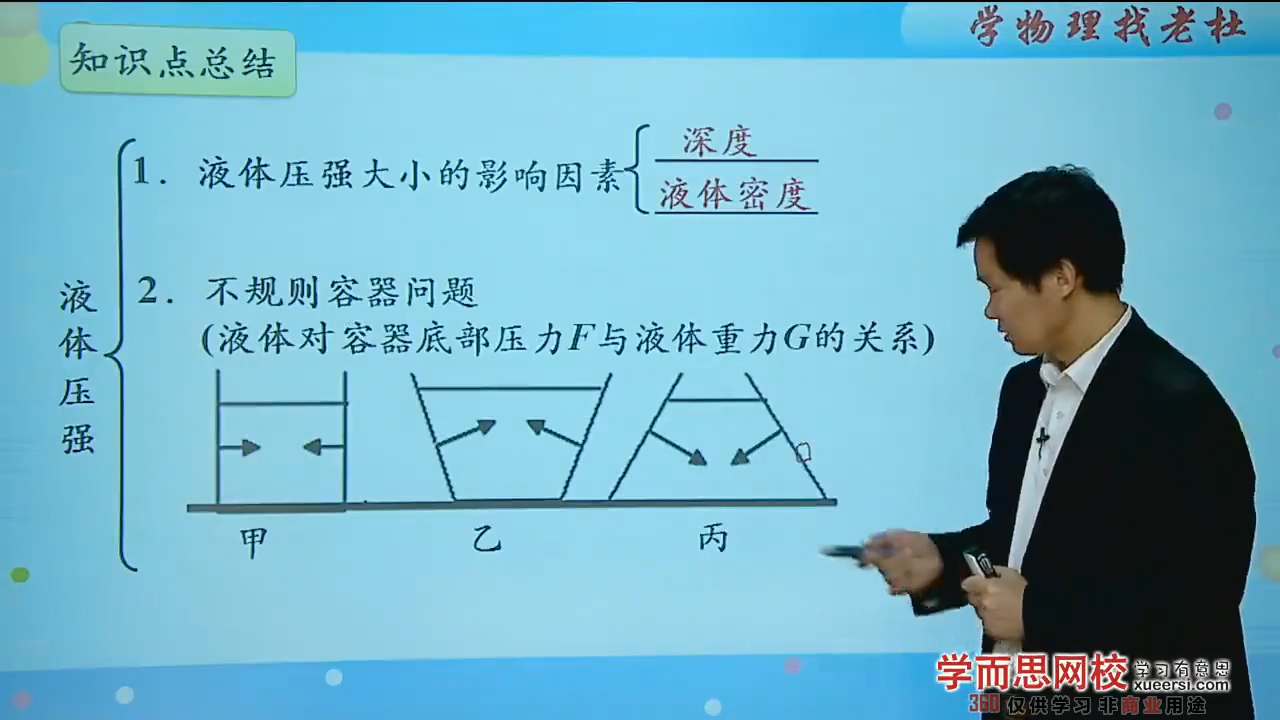 学物理找老杜
知识点总结
1. 液体压强大小的影响因素
深度
液体密度
液体压强
2. 不规则容器问题
(液体对容器底部压力F与液体重力G的关系)
甲
乙
丙
学而思网校
学习有意思
xueersi.com
360仅供学习 非商业用途